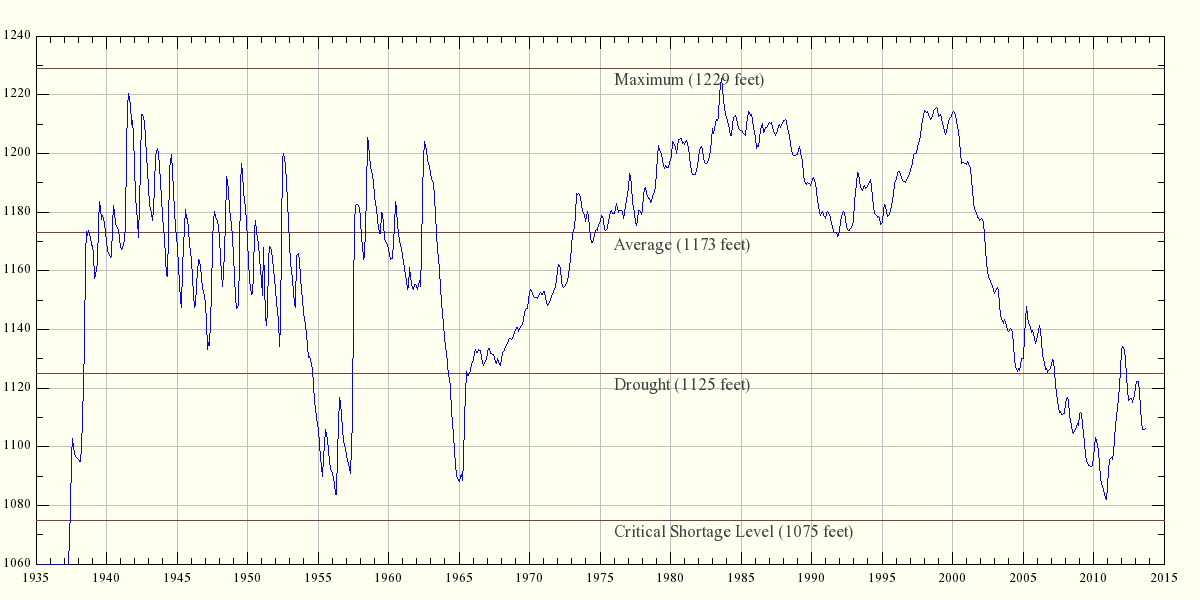 1240
Maximum (1229 feet)
1220
1200
1180
Average (1173 feet)
1160
1140
Drought (1125 feet)
1120
1100
1080
Critical Shortage Level (1075 feet)
1060
1935 1940 1945 1950 1955 1960 1965 1970 1975 1980 1985 1990 1995 2000 2005 2010 2015